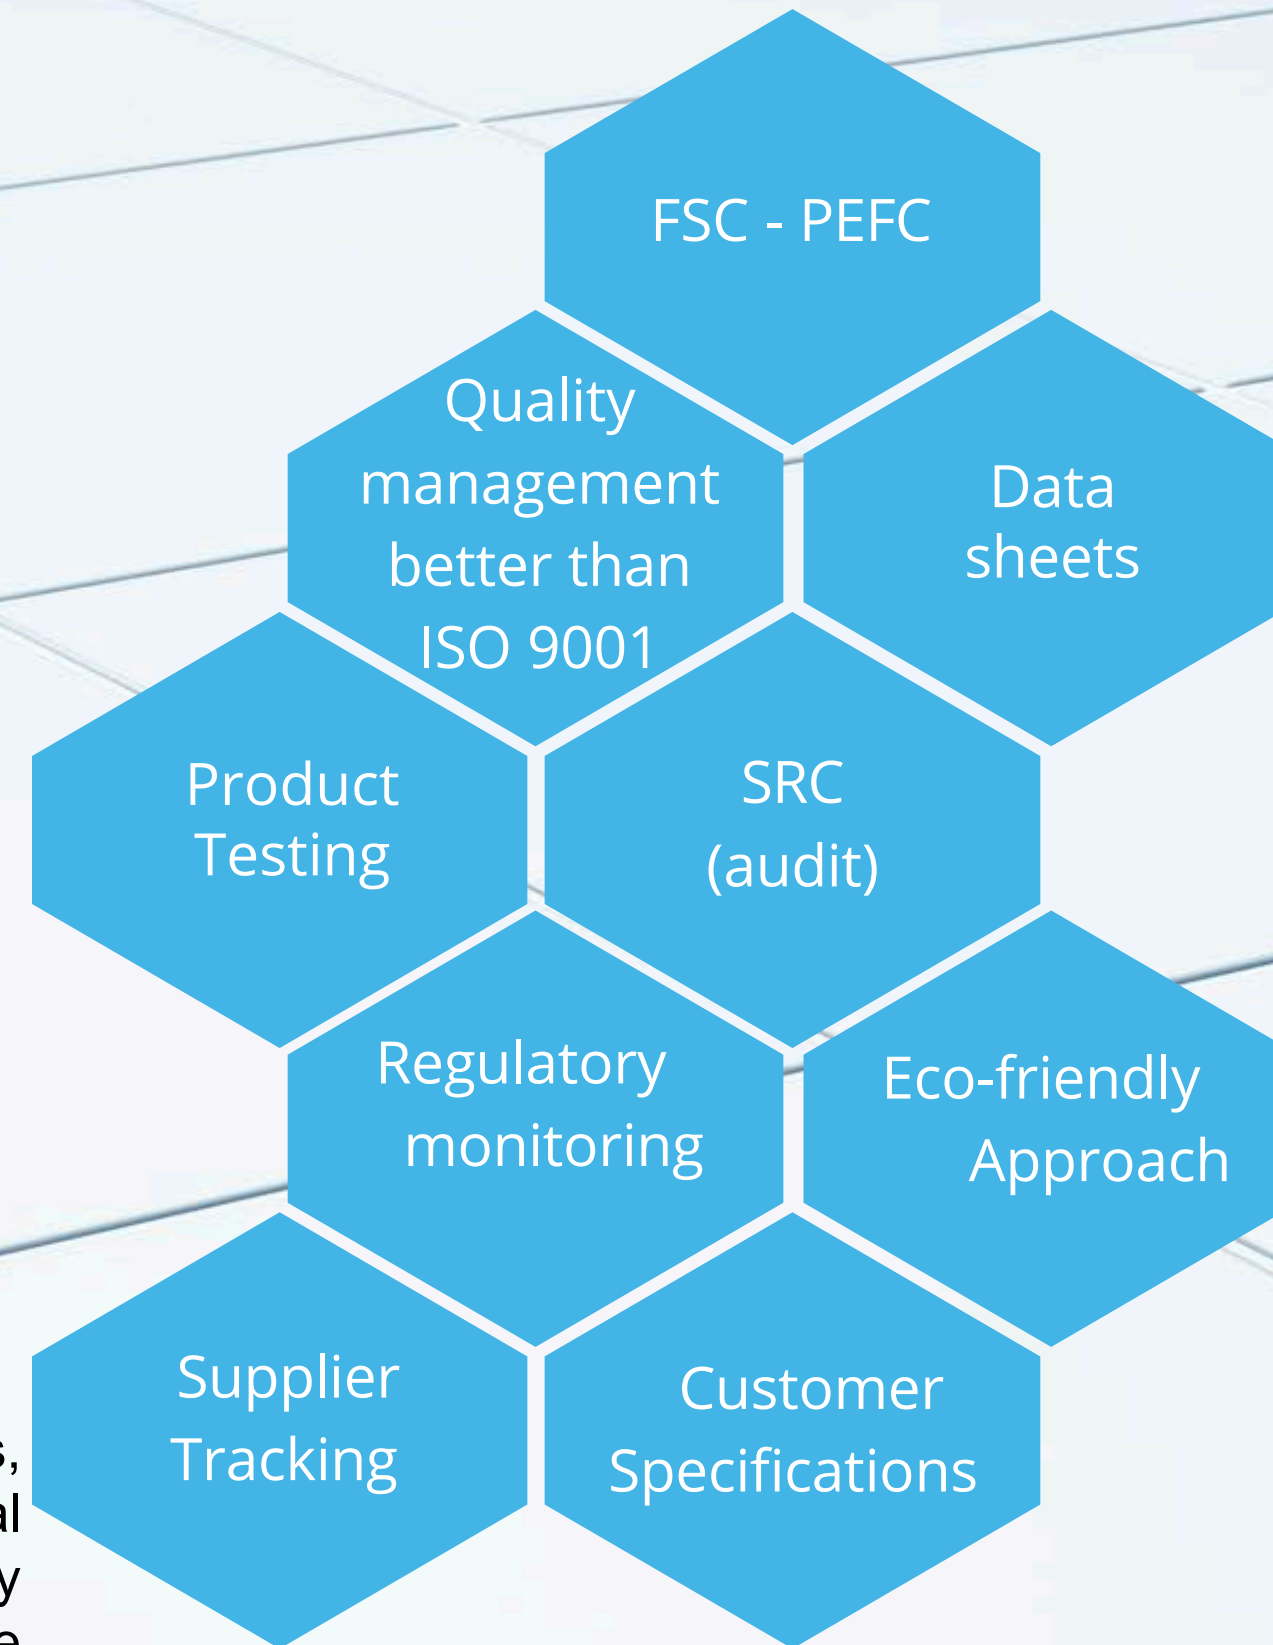 FSC - PEFC
Quality
management
better than
ISO 9001
Data
sheets
Product
Testing
SRC
(audit)
Regulatory
monitoring
Eco-friendly
Approach
Supplier
Tracking
Customer
Specifications